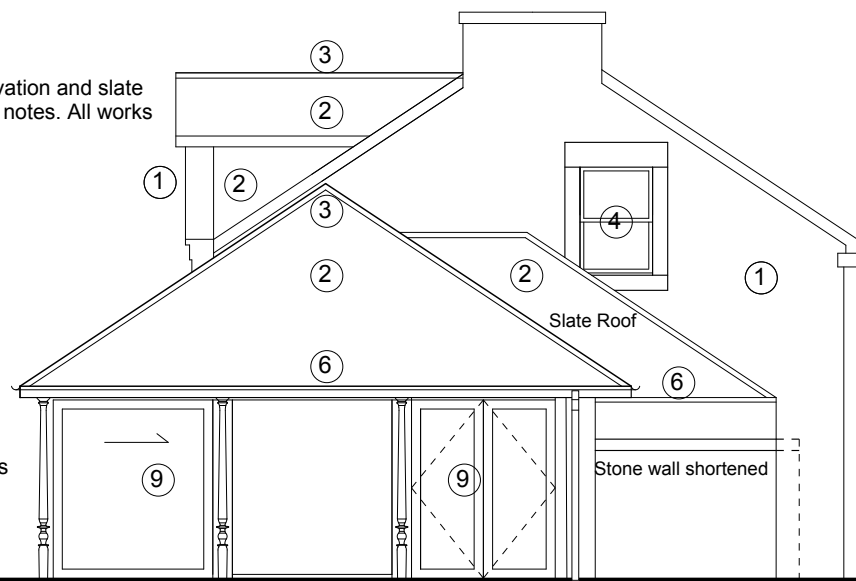 3
vation and slate
notes. All works
2
1
2
3
4
2
2
1
Slate Roof
6
6
s
9
9
Stone wall shortened